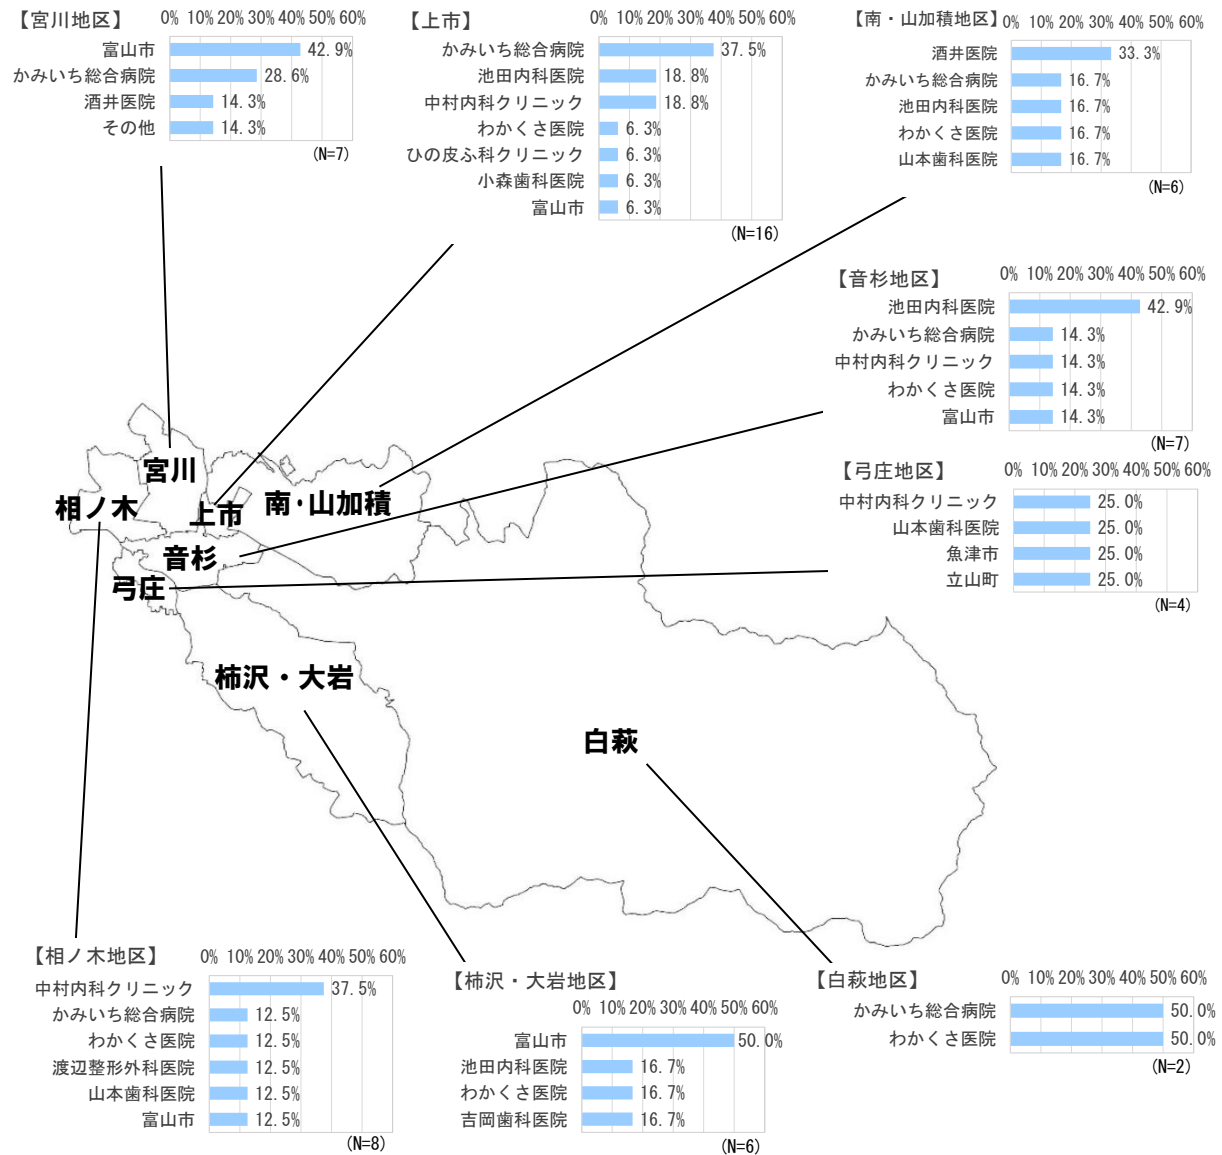 【宮川地区】
0% 10% 20% 30% 40% 50% 60%
富山市 42.9%
かみいち総合病院 28.6%
酒井医院 14.3%
その他 14.3%
(N=7)
【上市】
0% 10% 20% 30% 40% 50% 60%
かみいち総合病院 37.5%
池田内科医院 18.8%
中村内科クリニック 18.8%
わかくさ医院 6.3%
ひの皮ふ科クリニック 6.3%
小森歯科医院 6.3%
富山市 6.3%
(N=16)
【南・山加積地区】
0% 10% 20% 30% 40% 50% 60%
酒井医院 33.3%
かみいち総合病院 16.7%
池田内科医院 16.7%
わかくさ医院 16.7%
山本歯科医院 16.7%
(N=6)
【音杉地区】
0% 10% 20% 30% 40% 50% 60%
池田内科医院 42.9%
かみいち総合病院 14.3%
中村内科クリニック 14.3%
わかくさ医院 14.3%
富山市 14.3%
(N=7)
【弓庄地区】
0% 10% 20% 30% 40% 50% 60%
中村内科クリニック 25.0%
山本歯科医院 25.0%
魚津市 25.0%
立山町 25.0%
(N=4)
宮川
相ノ木
上市
南・山加積
音杉
弓庄
柿沢・大岩
白萩
【相ノ木地区】
0% 10% 20% 30% 40% 50% 60%
中村内科クリニック 37.5%
かみいち総合病院 12.5%
わかくさ医院 12.5%
渡辺整形外科医院 12.5%
山本歯科医院 12.5%
富山市 12.5%
(N=8)
【柿沢・大岩地区】
0% 10% 20% 30% 40% 50% 60%
富山市 50.0%
池田内科医院 16.7%
わかくさ医院 16.7%
吉岡歯科医院 16.7%
(N=6)
【白萩地区】
0% 10% 20% 30% 40% 50% 60%
かみいち総合病院 50.0%
わかくさ医院 50.0%
(N=2)